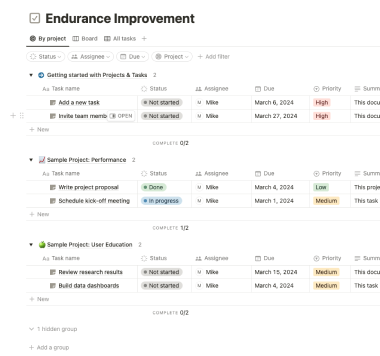 Endurance Improvement
By project Board All tasks
Status Assignee Due Project Add filter
Getting started with Projects & Tasks 2
Aa Task name Status Assignee Due Priority Summ
Add a new task Not started M Mike March 6, 2024 High This docu
Invite team memb OPEN Not started M Mike March 27, 2024 High This docu
+ New
COMPLETE 0/2
Sample Project: Performance 2
Aa Task name Status Assignee Due Priority Summ
Write project proposal Done M Mike March 4, 2024 Low This proje
Schedule kick-off meeting In progress M Mike March 1, 2024 Medium This task
+ New
COMPLETE 1/2
Sample Project: User Education 2
Aa Task name Status Assignee Due Priority Summ
Review research results Not started M Mike March 15, 2024 Medium This docu
Build data dashboards Not started M Mike March 4, 2024 Medium This task
+ New
COMPLETE 0/2
1 hidden group
+ Add a group